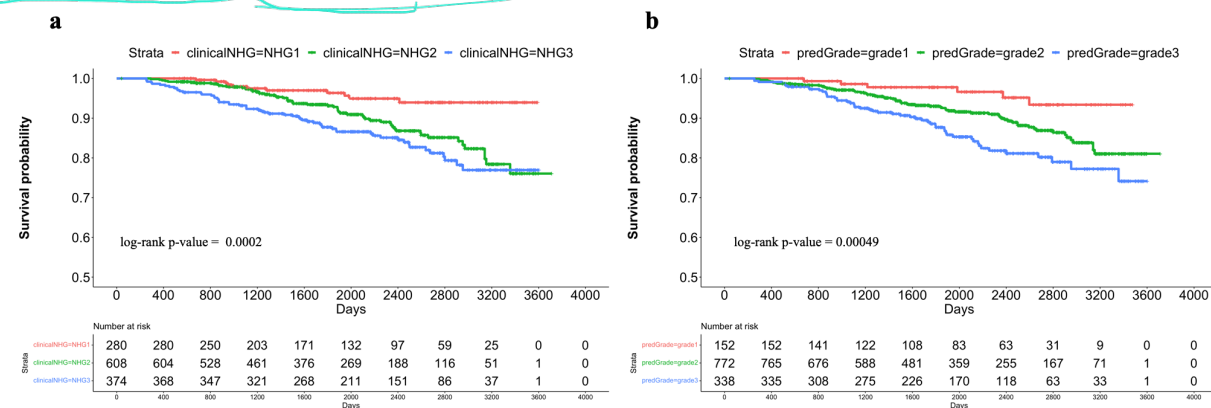 a
Strata clinicalNHG=NHG1 clinicalNHG=NHG2 clinicalNHG=NHG3
1.0
0.9
0.8
0.7
0.6
0.5
Survival probability
log-rank p-value = 0.0002
0 400 800 1200 1600 2000 2400 2800 3200 3600 4000
Days
Number at risk
Strata
clinicalNHG=NHG1 280 280 250 203 171 132 97 59 25 0 0
clinicalNHG=NHG2 608 604 528 461 376 269 188 116 51 1 0
clinicalNHG=NHG3 374 368 347 321 268 211 151 86 37 1 0
0 400 800 1200 1600 2000 2400 2800 3200 3600 4000
Days
b
Strata predGrade=grade1 predGrade=grade2 predGrade=grade3
1.0
0.9
0.8
0.7
0.6
0.5
Survival probability
log-rank p-value = 0.00049
0 400 800 1200 1600 2000 2400 2800 3200 3600 4000
Days
Number at risk
Strata
predGrade=grade1 152 152 141 122 108 83 63 31 9 0 0
predGrade=grade2 772 765 676 588 481 359 255 167 71 1 0
predGrade=grade3 338 335 308 275 226 170 118 63 33 1 0
0 400 800 1200 1600 2000 2400 2800 3200 3600 4000
Days